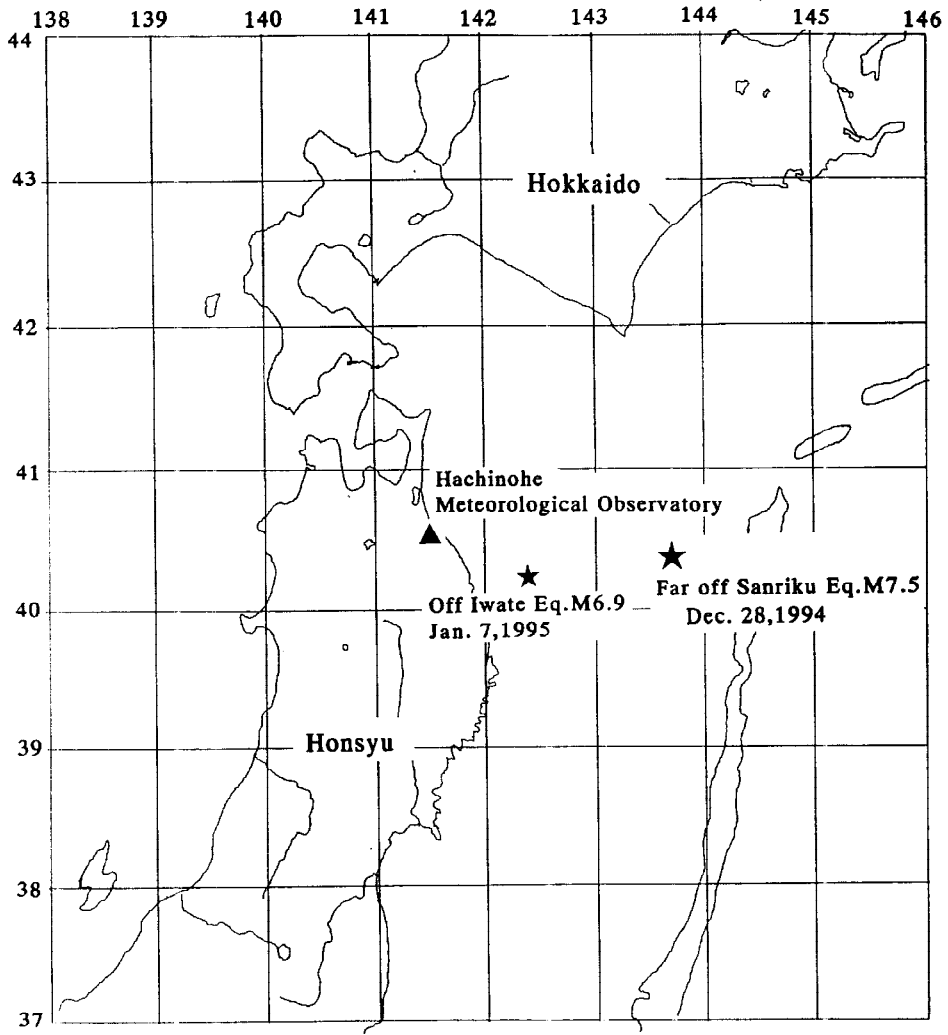 138 139 140 141 142 143 144 145 146
44
43
Hokkaido
42
41
Hachinohe
Meteorological Observatory
40
Off Iwate Eq.M6.9
Jan. 7,1995
Far off Sanriku Eq.M7.5
Dec. 28,1994
39
Honsyu
38
37